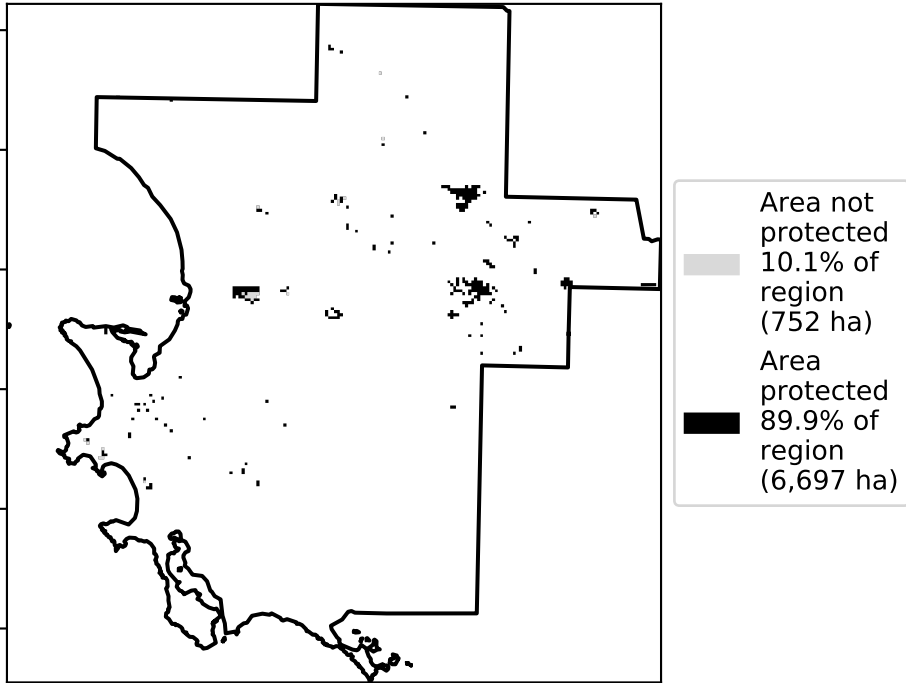 Area not
protected
10.1% of
region
(752 ha)
Area
protected
89.9% of
region
(6,697 ha)